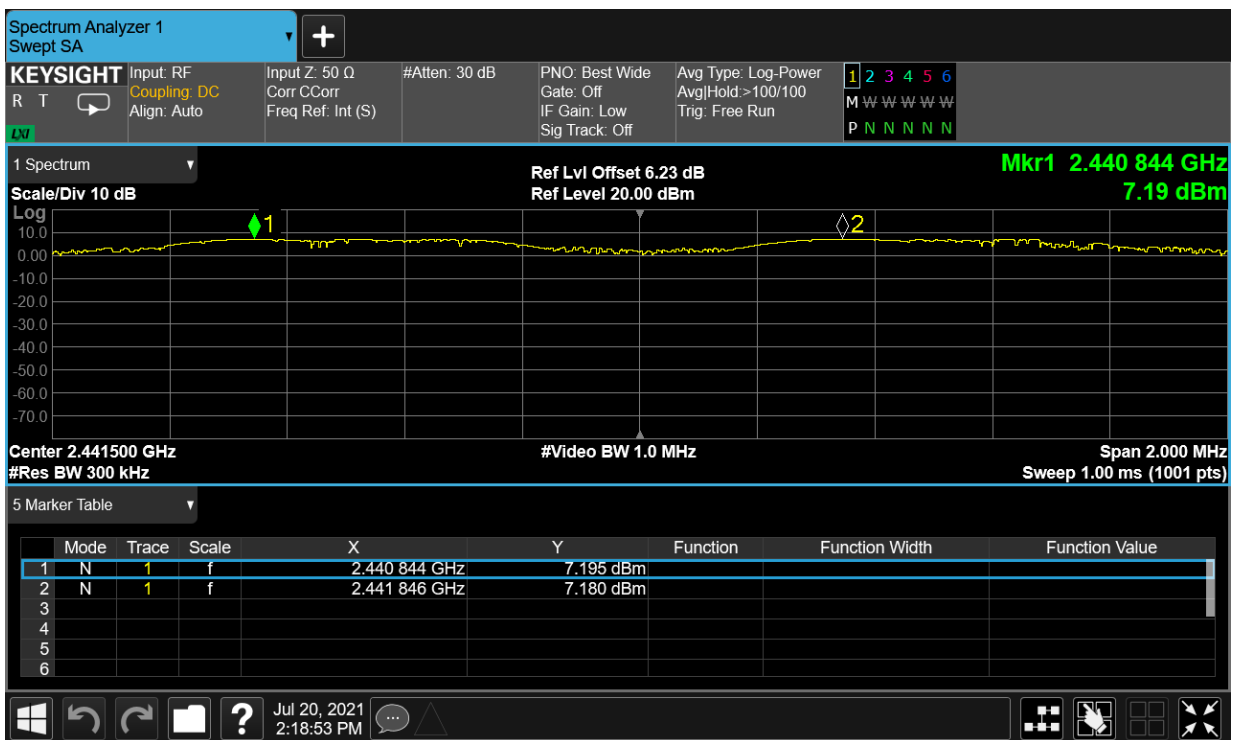 Spectrum Analyzer 1
Swept SA
+
KEYSIGHT
R T
LXI
Input: RF
Coupling: DC
Align: Auto
Input Z: 50 Ω
Corr CCorr
Freq Ref: Int (S)
#Atten: 30 dB
PNO: Best Wide
Gate: Off
IF Gain: Low
Sig Track: Off
Avg Type: Log-Power
Avg|Hold:>100/100
Trig: Free Run
1 2 3 4 5 6
M W W W W W
P N N N N N
1 Spectrum
Scale/Div 10 dB
Ref Lvl Offset 6.23 dB
Ref Level 20.00 dBm
Mkr1 2.440 844 GHz
7.19 dBm
Log
10.0
0.00
-10.0
-20.0
-30.0
-40.0
-50.0
-60.0
-70.0
1
2
Center 2.441500 GHz
#Res BW 300 kHz
#Video BW 1.0 MHz
Span 2.000 MHz
Sweep 1.00 ms (1001 pts)
5 Marker Table
Mode Trace Scale X Y Function Function Width Function Value
1 N 1 f 2.440 844 GHz 7.195 dBm
2 N 1 f 2.441 846 GHz 7.180 dBm
3
4
5
6
?
Jul 20, 2021
2:18:53 PM